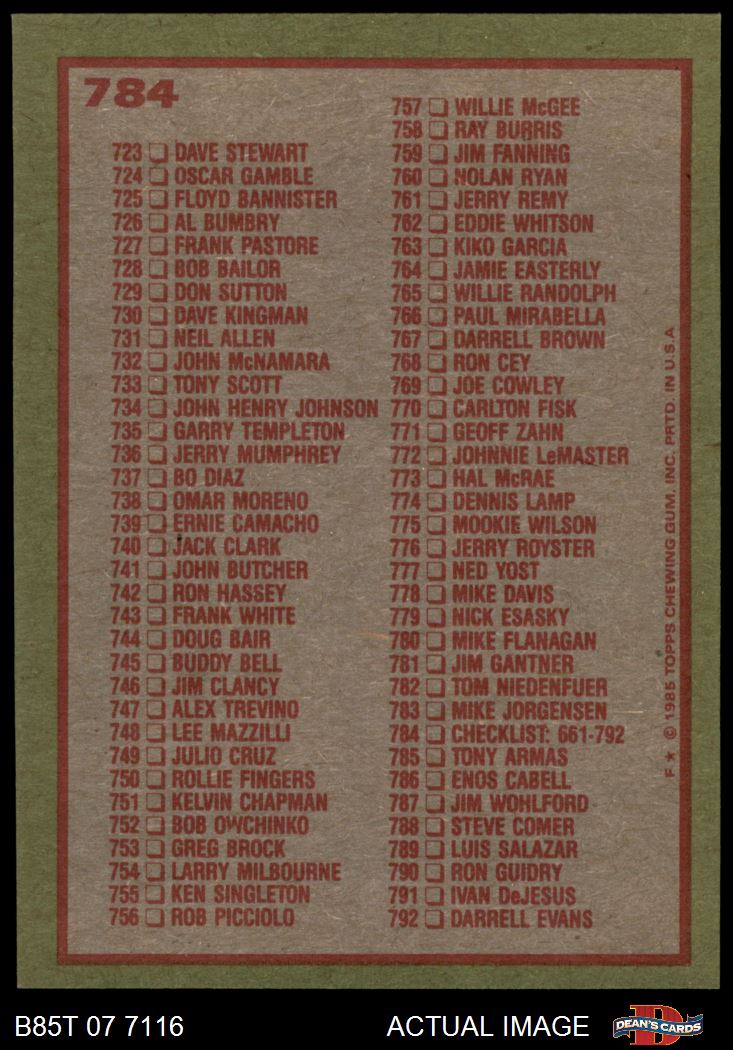 784
723 DAVE STEWART
724 OSCAR GAMBLE
725 FLOYD BANNISTER
726 AL BUMBRY
727 FRANK PASTORE
728 BOB BAILOR
729 DON SUTTON
730 DAVE KINGMAN
731 NEIL ALLEN
732 JOHN McNAMARA
733 TONY SCOTT
734 JOHN HENRY JOHNSON
735 GARRY TEMPLETON
736 JERRY MUMPHREY
737 BO DIAZ
738 OMAR MORENO
739 ERNIE CAMACHO
740 JACK CLARK
741 JOHN BUTCHER
742 RON HASSEY
743 FRANK WHITE
744 DOUG BAIR
745 BUDDY BELL
746 JIM CLANCY
747 ALEX TREVINO
748 LEE MAZZILLI
749 JULIO CRUZ
750 ROLLIE FINGERS
751 KELVIN CHAPMAN
752 BOB OWCHINKO
753 GREG BROCK
754 LARRY MILBOURNE
755 KEN SINGLETON
756 ROB PICCIOLO
757 WILLIE McGEE
758 RAY BURRIS
759 JIM FANNING
760 NOLAN RYAN
761 JERRY REMY
762 EDDIE WHITSON
763 KIKO GARCIA
764 JAMIE EASTERLY
765 WILLIE RANDOLPH
766 PAUL MIRABELLA
767 DARRELL BROWN
768 RON CEY
769 JOE COWLEY
770 CARLTON FISK
771 GEOFF ZAHN
772 JOHNNIE LeMASTER
773 HAL McRAE
774 DENNIS LAMP
775 MOOKIE WILSON
776 JERRY ROYSTER
777 NED YOST
778 MIKE DAVIS
779 NICK ESASKY
780 MIKE FLANAGAN
781 JIM GANTNER
782 TOM NIEDENFUER
783 MIKE JORGENSEN
784 CHECKLIST: 661-792
785 TONY ARMAS
786 ENOS CABELL
787 JIM WOHLFORD
788 STEVE COMER
789 LUIS SALAZAR
790 RON GUIDRY
791 IVAN DeJESUS
792 DARRELL EVANS
F ★ © 1985 TOPPS CHEWING GUM, INC. PRTD. IN U.S.A.
B85T 07 7116
ACTUAL IMAGE
DEAN'S CARDS